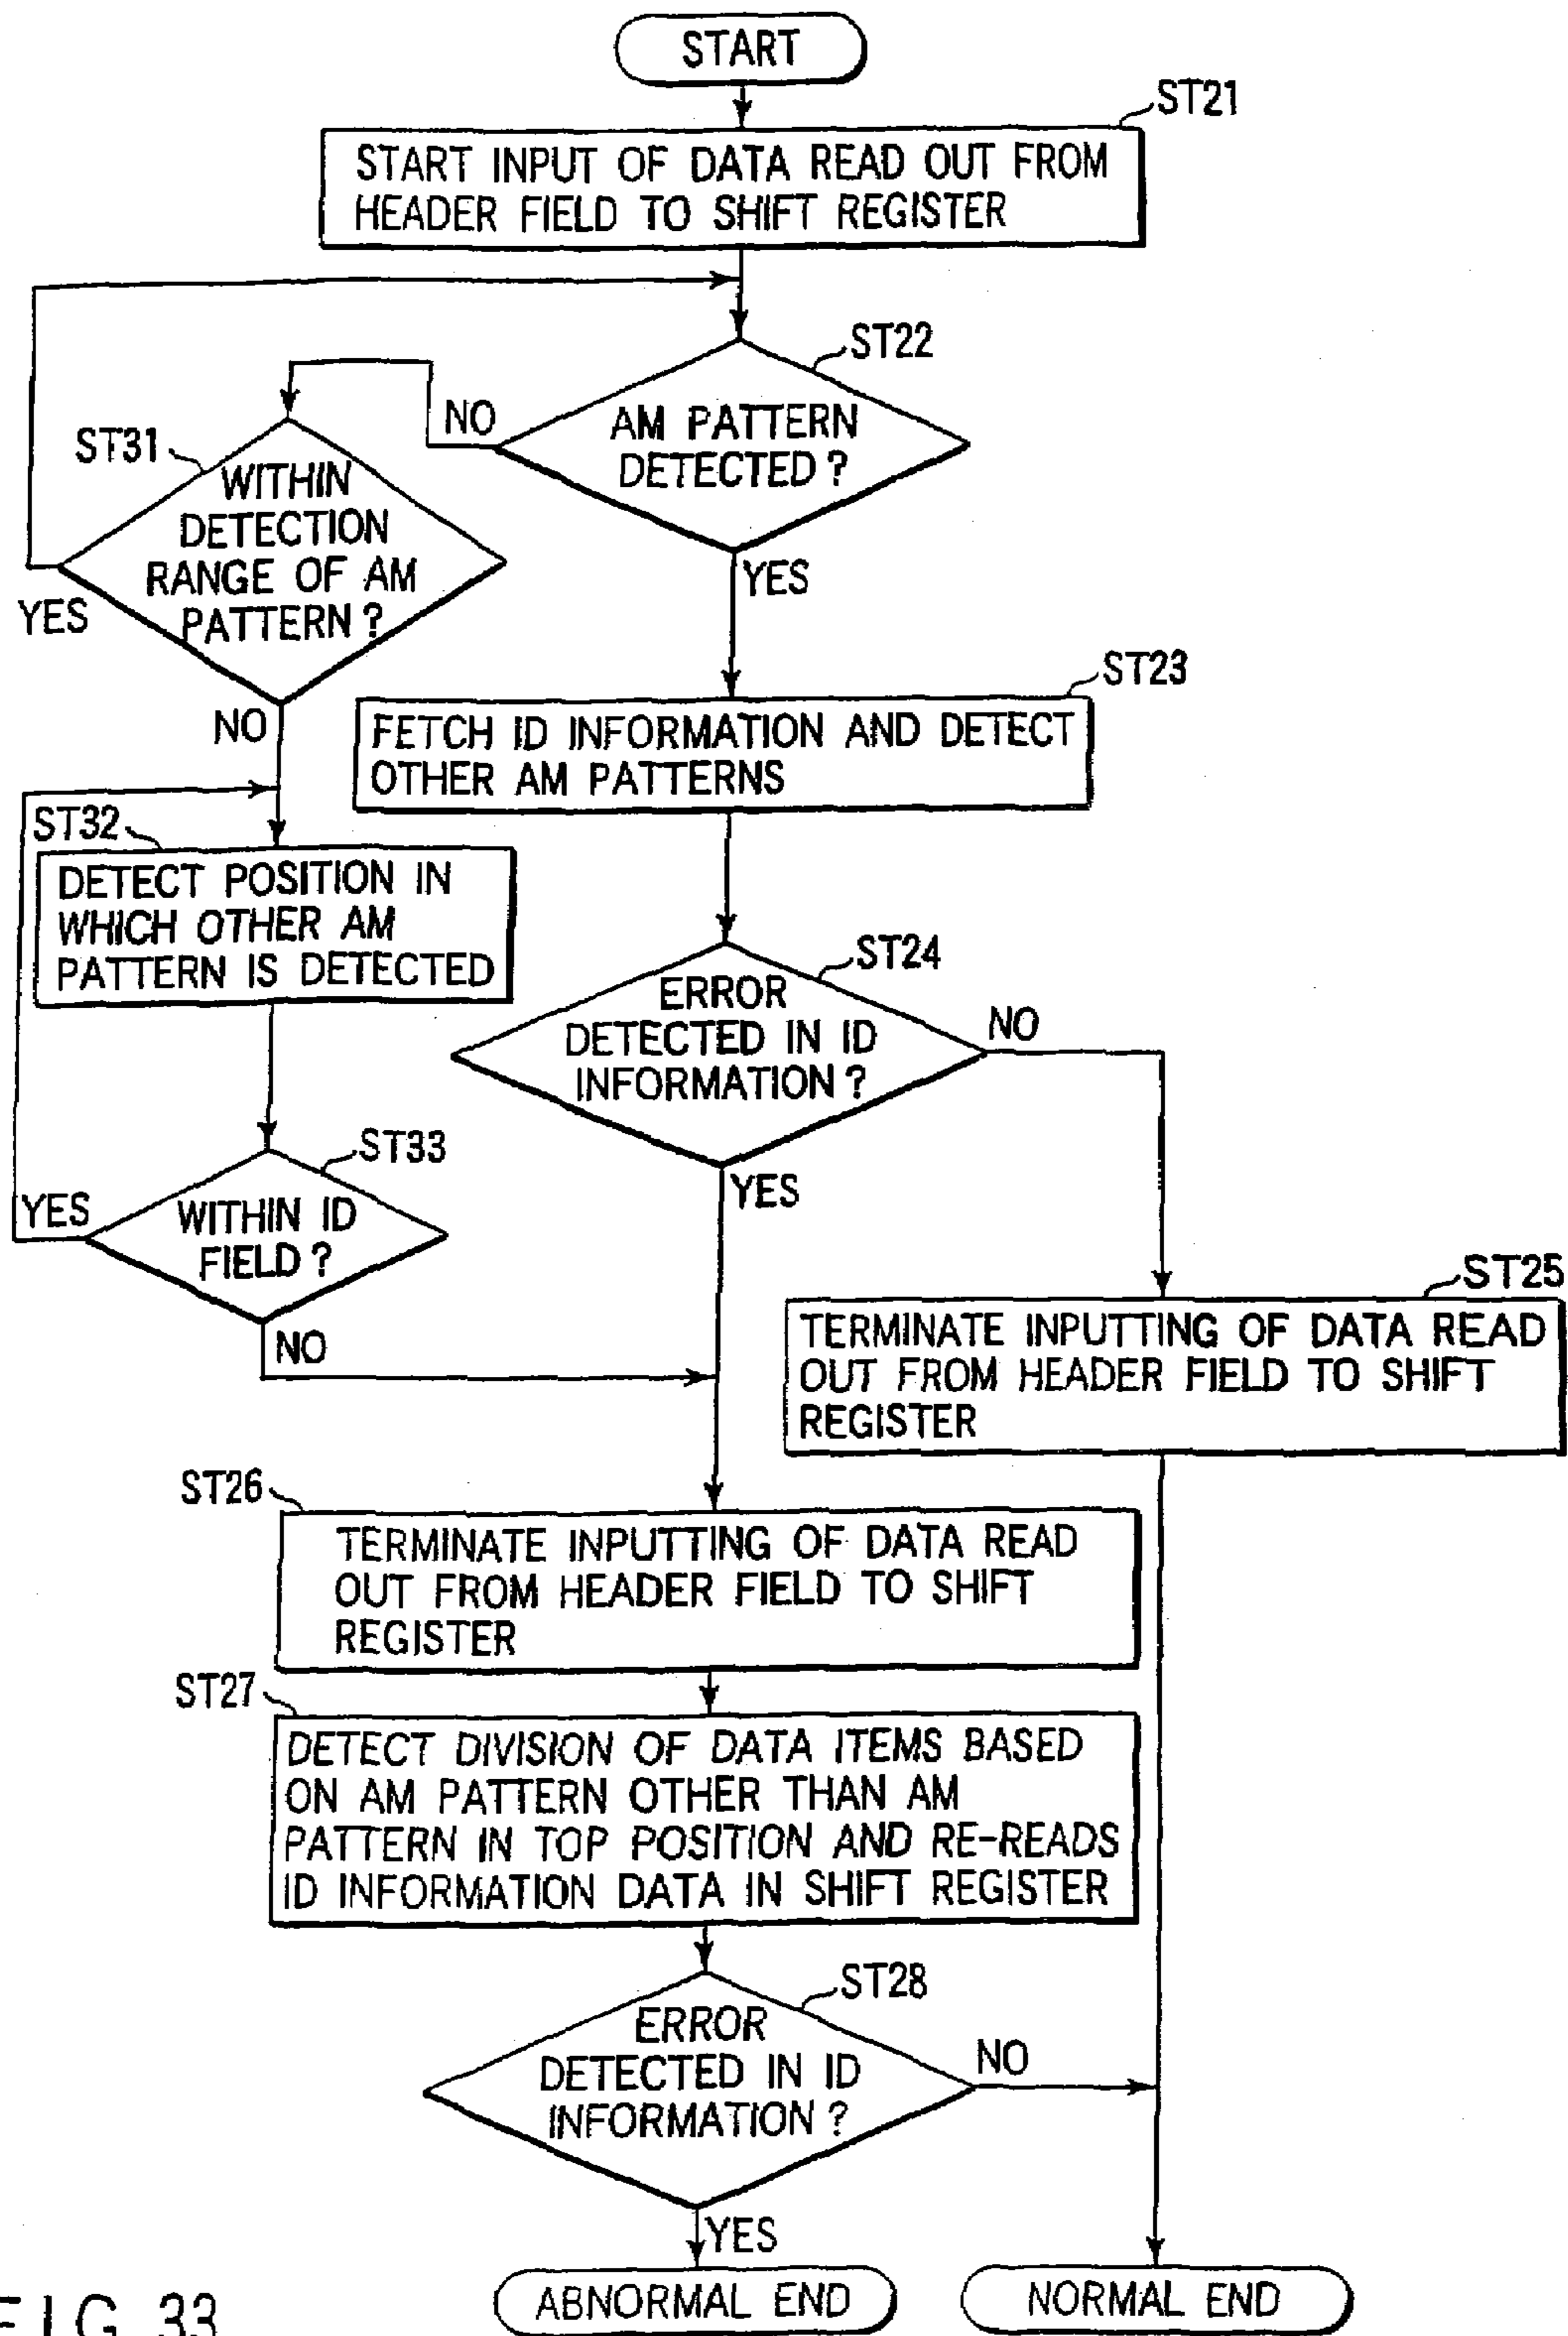 START
ST21
START INPUT OF DATA READ OUT FROM
HEADER FIELD TO SHIFT REGISTER
ST22
AM PATTERN
DETECTED?
NO
ST31
WITHIN
DETECTION
RANGE OF AM
PATTERN?
YES
YES
NO
ST23
FETCH ID INFORMATION AND DETECT
OTHER AM PATTERNS
ST32
DETECT POSITION IN
WHICH OTHER AM
PATTERN IS DETECTED
ST24
ERROR
DETECTED IN ID
INFORMATION?
NO
YES
ST33
WITHIN ID
FIELD?
YES
NO
ST25
TERMINATE INPUTTING OF DATA READ
OUT FROM HEADER FIELD TO SHIFT
REGISTER
ST26
TERMINATE INPUTTING OF DATA READ
OUT FROM HEADER FIELD TO SHIFT
REGISTER
ST27
DETECT DIVISION OF DATA ITEMS BASED
ON AM PATTERN OTHER THAN AM
PATTERN IN TOP POSITION AND RE-READS
ID INFORMATION DATA IN SHIFT REGISTER
ST28
ERROR
DETECTED IN ID
INFORMATION?
NO
YES
ABNORMAL END
NORMAL END
FIG. 33